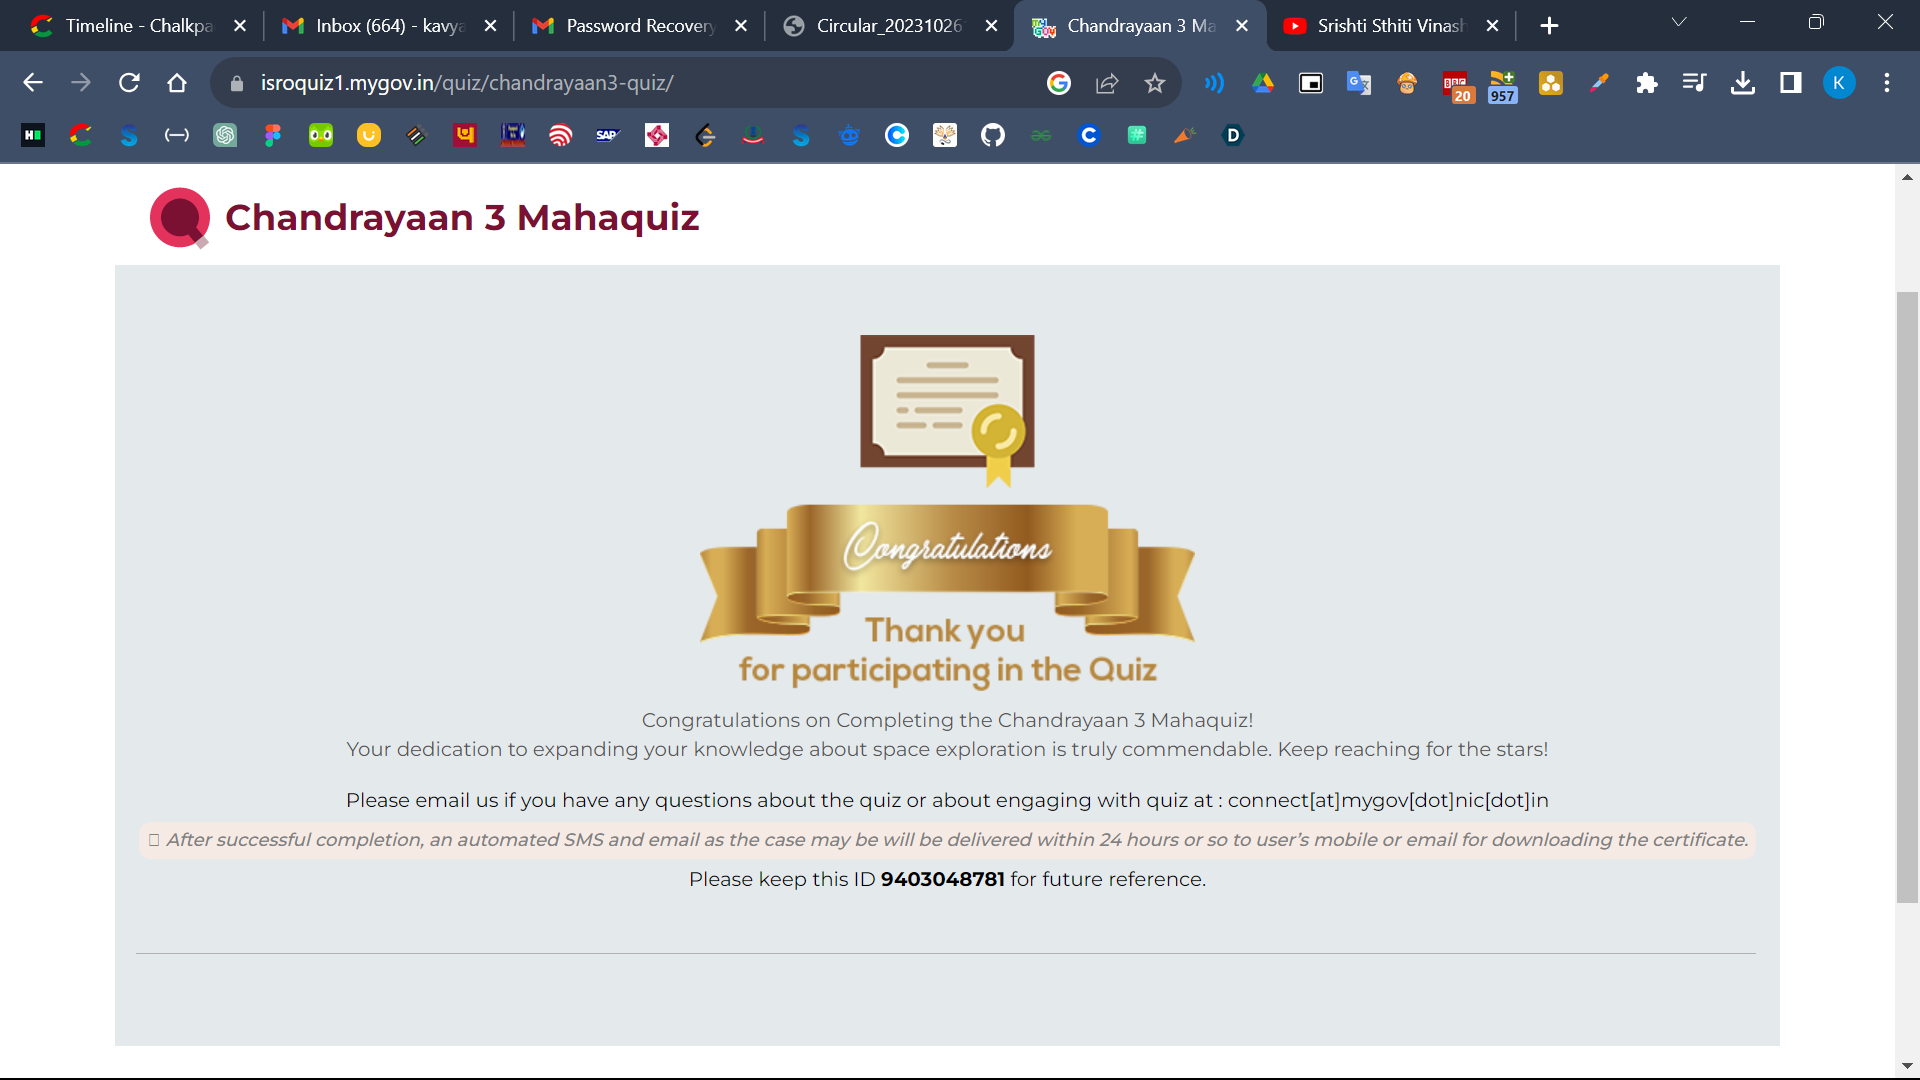 Timeline - Chalkpa
Inbox (664) - kavya
Password Recovery
Circular_20231026
Chandrayaan 3 Ma
Srishti Sthiti Vinash
isroquiz1.mygov.in/quiz/chandrayaan3-quiz/
20
957
K
SAP
Chandrayaan 3 Mahaquiz
Congratulations
Thank you
for participating in the Quiz
Congratulations on Completing the Chandrayaan 3 Mahaquiz!
Your dedication to expanding your knowledge about space exploration is truly commendable. Keep reaching for the stars!
Please email us if you have any questions about the quiz or about engaging with quiz at : connect[at]mygov[dot]nic[dot]in
After successful completion, an automated SMS and email as the case may be will be delivered within 24 hours or so to user’s mobile or email for downloading the certificate.
Please keep this ID 9403048781 for future reference.